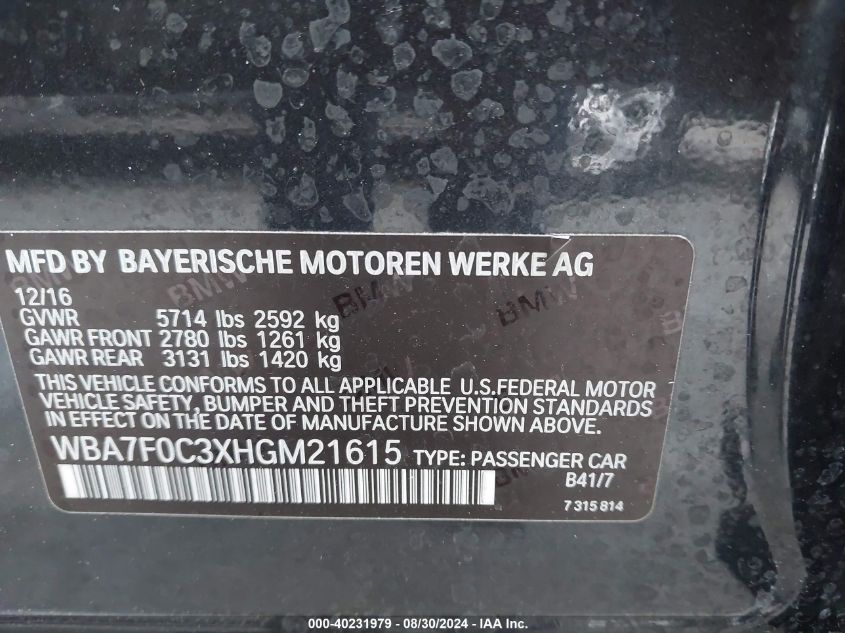 MFD BY BAYERISCHE MOTOREN WERKE AG
12/16
GVWR 5714 lbs 2592 kg
GAWR FRONT 2780 lbs 1261 kg
GAWR REAR 3131 lbs 1420 kg
THIS VEHICLE CONFORMS TO ALL APPLICABLE U.S.FEDERAL MOTOR
VEHICLE SAFETY, BUMPER AND THEFT PREVENTION STANDARDS
IN EFFECT ON THE DATE OF MANUFACTURE SHOWN ABOVE.
WBA7F0C3XHGM21615 TYPE: PASSENGER CAR
B41/7
7 315 814
000-40231979 - 08/30/2024 - IAA Inc.